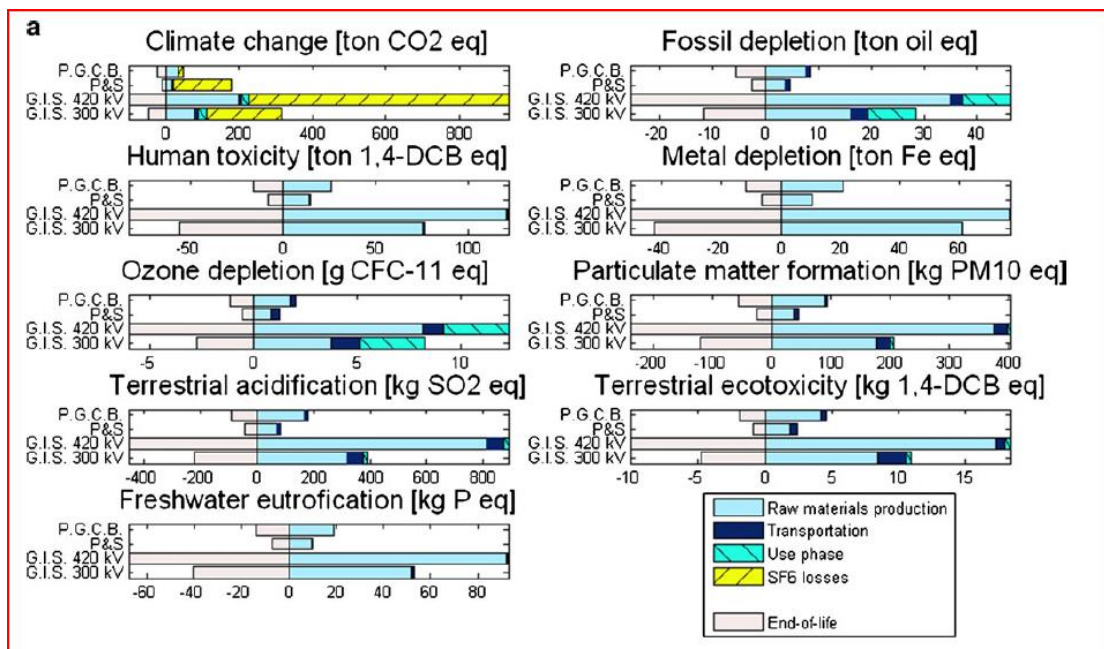 a
Climate change [ton CO2 eq]
P.G.C.B.
P&S
G.I.S. 420 kV
G.I.S. 300 kV
0 200 400 600 800
Fossil depletion [ton oil eq]
P.G.C.B.
P&S
G.I.S. 420 kV
G.I.S. 300 kV
-20 -10 0 10 20 30 40
Human toxicity [ton 1,4-DCB eq]
P.G.C.B.
P&S
G.I.S. 420 kV
G.I.S. 300 kV
-50 0 50 100
Metal depletion [ton Fe eq]
P.G.C.B.
P&S
G.I.S. 420 kV
G.I.S. 300 kV
-40 -20 0 20 40 60
Ozone depletion [g CFC-11 eq]
P.G.C.B.
P&S
G.I.S. 420 kV
G.I.S. 300 kV
-5 0 5 10
Particulate matter formation [kg PM10 eq]
P.G.C.B.
P&S
G.I.S. 420 kV
G.I.S. 300 kV
-200 -100 0 100 200 300 400
Terrestrial acidification [kg SO2 eq]
P.G.C.B.
P&S
G.I.S. 420 kV
G.I.S. 300 kV
-400 -200 0 200 400 600 800
Terrestrial ecotoxicity [kg 1,4-DCB eq]
P.G.C.B.
P&S
G.I.S. 420 kV
G.I.S. 300 kV
-10 -5 0 5 10 15
Freshwater eutrofication [kg P eq]
P.G.C.B.
P&S
G.I.S. 420 kV
G.I.S. 300 kV
-60 -40 -20 0 20 40 60 80
Raw materials production
Transportation
Use phase
SF6 losses
End-of-life